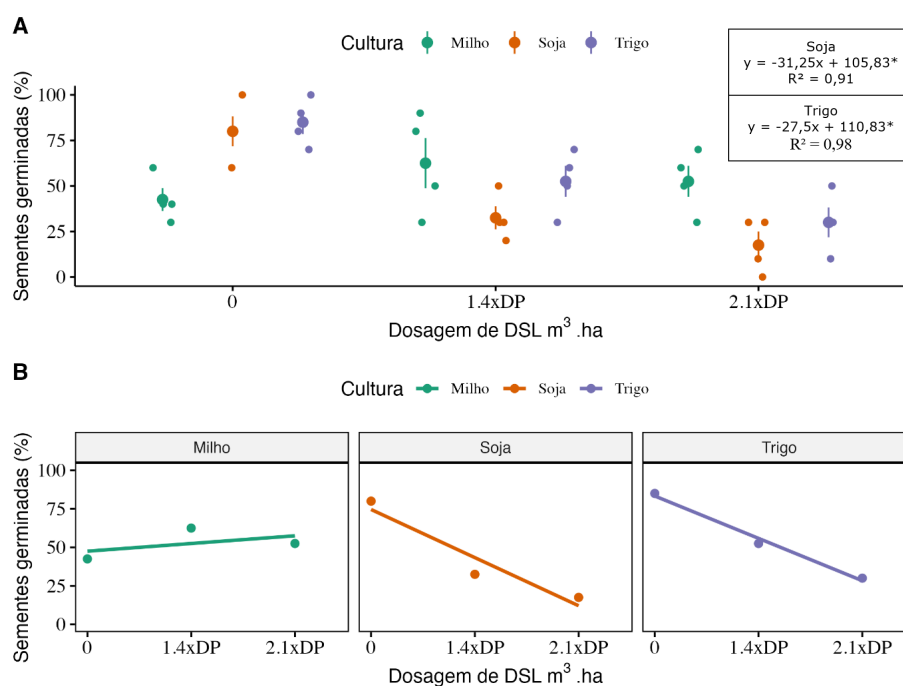 A
Cultura Milho Soja Trigo
Soja
y = -31,25x + 105,83*
R² = 0,91
Trigo
y = -27,5x + 110,83*
R² = 0,98
Sementes germinadas (%)
100
75
50
25
0
0 1.4xDP 2.1xDP
Dosagem de DSL m³ .ha
B
Cultura Milho Soja Trigo
Milho Soja Trigo
Sementes germinadas (%)
100
75
50
25
0
0 1.4xDP 2.1xDP 0 1.4xDP 2.1xDP 0 1.4xDP 2.1xDP
Dosagem de DSL m³ .ha